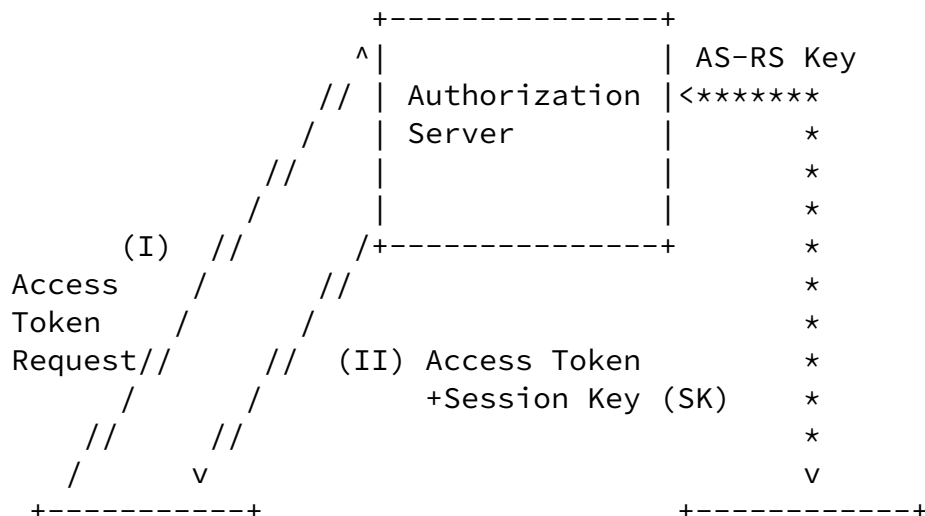 +---------------+
^|               | AS-RS Key
// | Authorization |<*******
/   | Server        |       *
//    |               |       *
/      |               |       *
(I)  //      /+---------------+       *
Access    /      //                        *
Token    /      /                          *
Request//     //  (II) Access Token        *
/      /         +Session Key (SK)    *
//     //                               *
/      v                                v
+-----------+                       +------------+